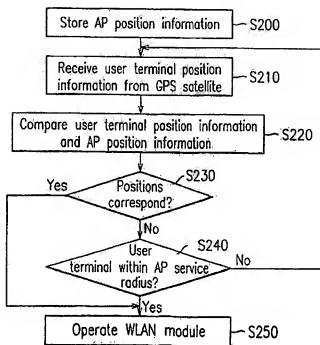 Store AP position information
S200
Receive user terminal position
information from GPS satellite
S210
Compare user terminal position information
and AP position information
S220
S230
Yes
Positions
correspond?
No
S240
User
terminal within AP service
radius?
No
Yes
Operate WLAN module
S250